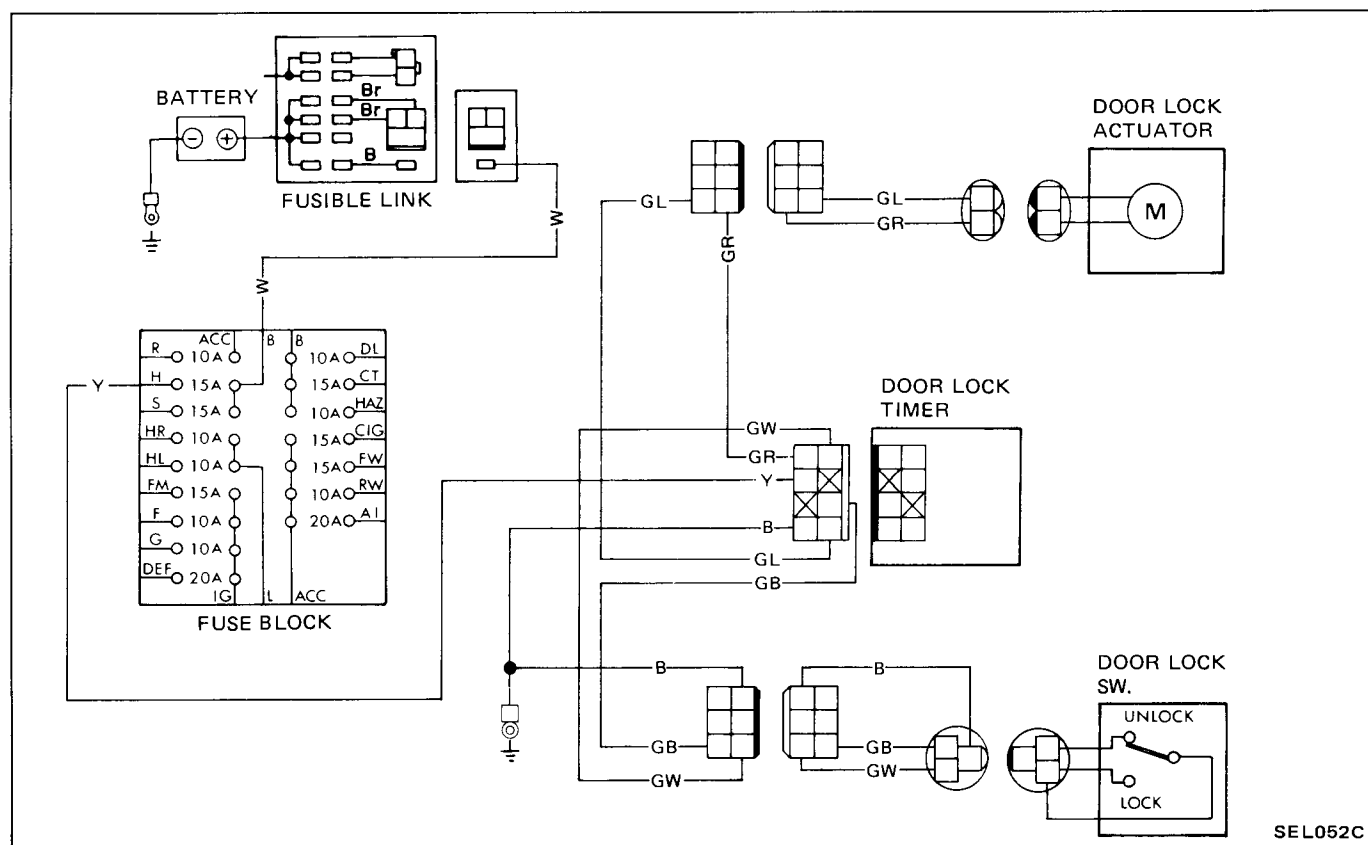 BATTERY
Br
Br
B
FUSIBLE LINK
W
W
DOOR LOCK
ACTUATOR
M
GL
GR
GL
GR
ACC B B
R 10A 10A DL
H 15A 15A CT
S 15A 10A HAZ
HR 10A 15A CIG
HL 10A 15A FW
FM 15A 10A RW
F 10A 20A AI
G 10A
DEF 20A
IG L ACC
FUSE BLOCK
Y
DOOR LOCK
TIMER
GW
GR
Y
B
GL
GB
B
B
GB
GW
GB
GW
DOOR LOCK
SW.
UNLOCK
LOCK
SEL052C